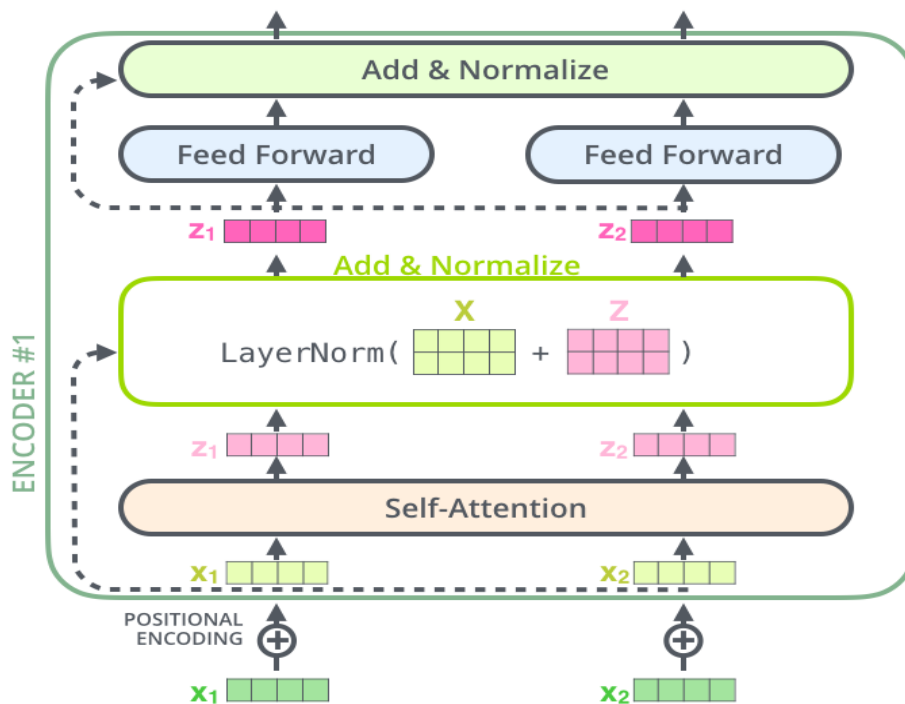 Add & Normalize
Feed Forward
Feed Forward
z1
z2
Add & Normalize
X
Z
LayerNorm( + )
ENCODER #1
z1
z2
Self-Attention
x1
x2
POSITIONAL
ENCODING
x1
x2